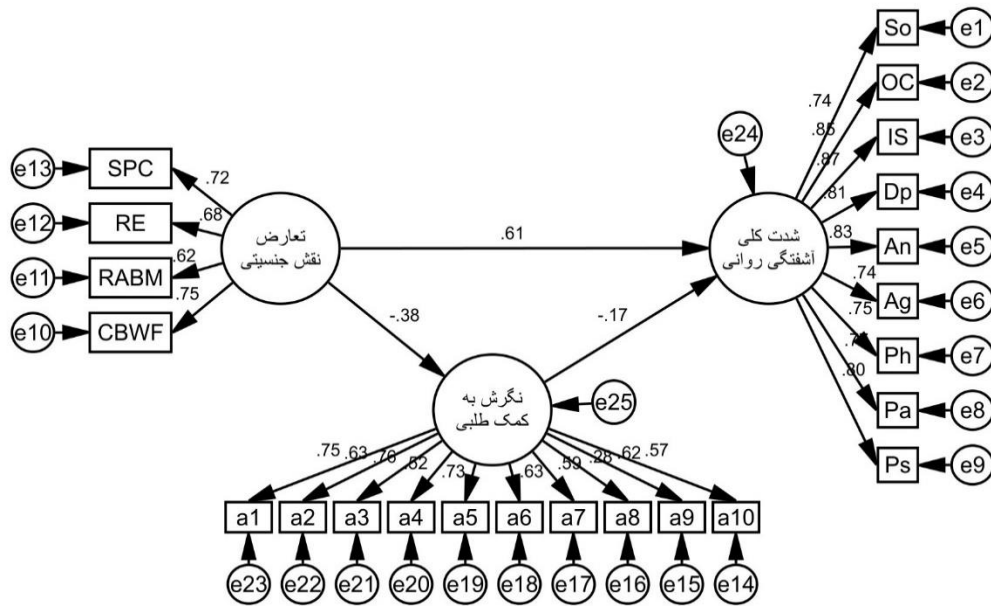 So
e1
OC
e2
IS
e3
Dp
e4
An
e5
Ag
e6
Ph
e7
Pa
e8
Ps
e9
.74
.85
.87
.81
.83
.74
.75
.80
e24
شدت کلی
آشفتگی روانی
e13
SPC
.72
e12
RE
.68
e11
RABM
.62
e10
CBWF
.75
تعارض
نقش جنسیتی
.61
-.38
-.17
نگرش به
کمک طلبی
e25
.75 .63 .76 .52 .73 .63 .59 .28 .62 .57
a1 a2 a3 a4 a5 a6 a7 a8 a9 a10
e23 e22 e21 e20 e19 e18 e17 e16 e15 e14